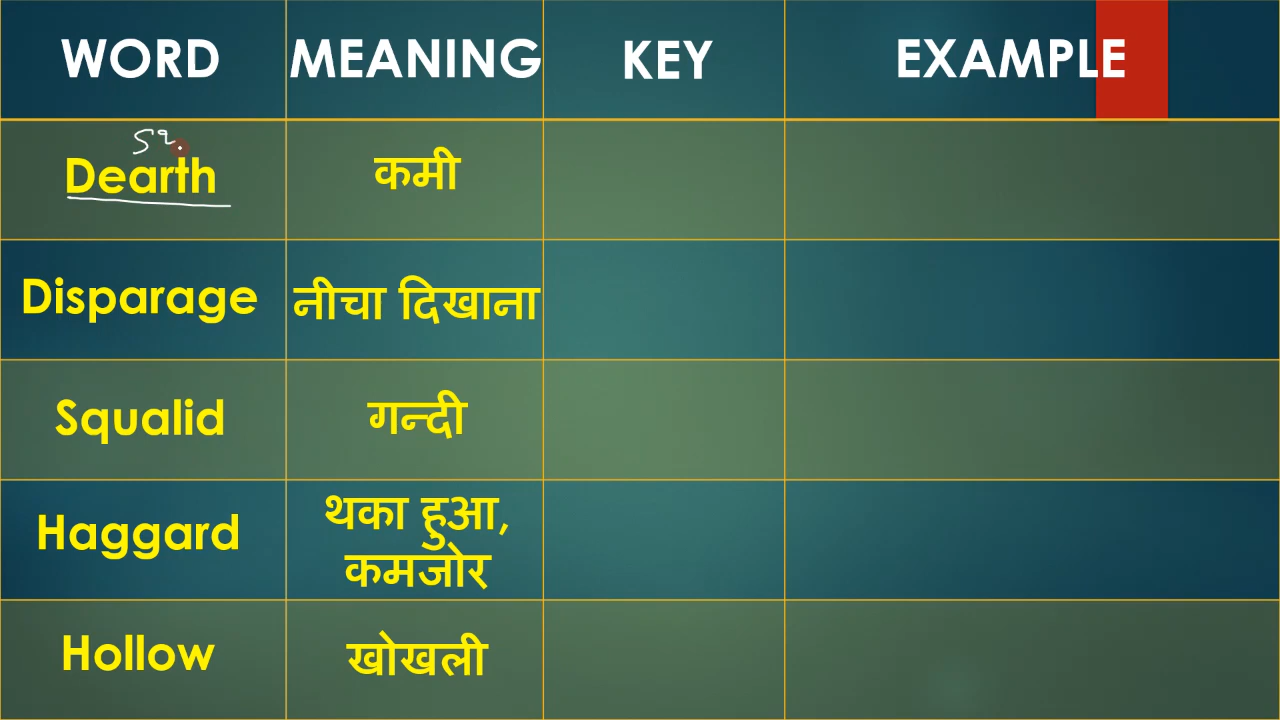 WORD MEANING KEY EXAMPLE
Dearth कमी
Disparage नीचा दिखाना
Squalid गन्दी
Haggard थका हुआ,
कमजोर
Hollow खोखली